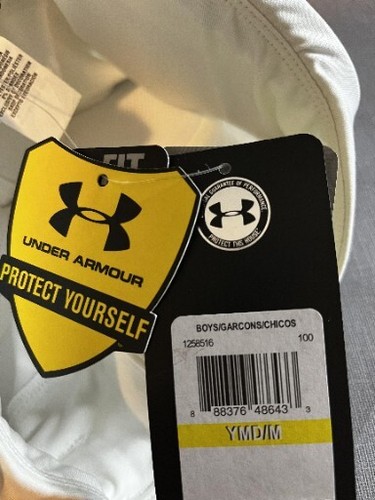 FIT
UNDER ARMOUR
PROTECT YOURSELF
GUARANTEE OF PERFORMANCE
PROTECT THIS HOUSE
BOYS/GARCONS/CHICOS
1258516 100
8 88376 48643 3
YMD/M